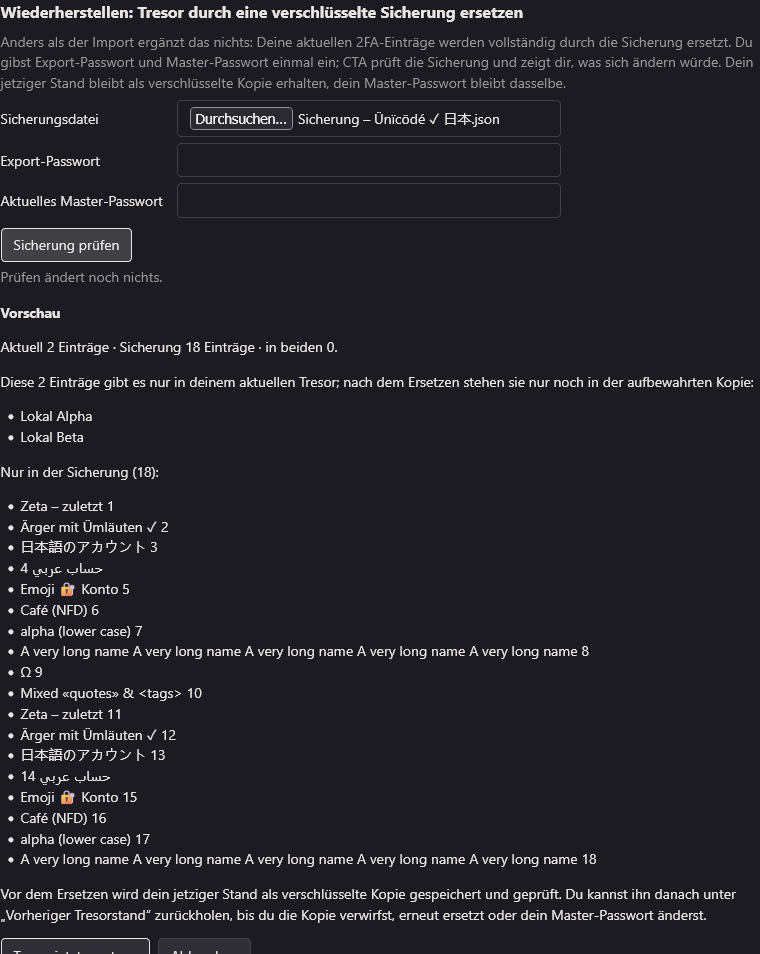 Wiederherstellen: Tresor durch eine verschlüsselte Sicherung ersetzen
Anders als der Import ergänzt das nichts: Deine aktuellen 2FA-Einträge werden vollständig durch die Sicherung ersetzt. Du
gibst Export-Passwort und Master-Passwort einmal ein; CTA prüft die Sicherung und zeigt dir, was sich ändern würde. Dein
jetziger Stand bleibt als verschlüsselte Kopie erhalten, dein Master-Passwort bleibt dasselbe.
Sicherungsdatei
Durchsuchen... Sicherung – Ünïcödé ✓ 日本.json
Export-Passwort
Aktuelles Master-Passwort
Sicherung prüfen
Prüfen ändert noch nichts.
Vorschau
Aktuell 2 Einträge · Sicherung 18 Einträge · in beiden 0.
Diese 2 Einträge gibt es nur in deinem aktuellen Tresor; nach dem Ersetzen stehen sie nur noch in der aufbewahrten Kopie:
• Lokal Alpha
• Lokal Beta
Nur in der Sicherung (18):
• Zeta – zuletzt 1
• Ärger mit Ümläuten ✓ 2
• 日本語のアカウント 3
• حساب عربي 4
• Emoji 🔐 Konto 5
• Café (NFD) 6
• alpha (lower case) 7
• A very long name A very long name A very long name A very long name A very long name 8
• Ω 9
• Mixed «quotes» & <tags> 10
• Zeta – zuletzt 11
• Ärger mit Ümläuten ✓ 12
• 日本語のアカウント 13
• حساب عربي 14
• Emoji 🔐 Konto 15
• Café (NFD) 16
• alpha (lower case) 17
• A very long name A very long name A very long name A very long name A very long name 18
Vor dem Ersetzen wird dein jetziger Stand als verschlüsselte Kopie gespeichert und geprüft. Du kannst ihn danach unter
„Vorheriger Tresorstand“ zurückholen, bis du die Kopie verwirfst, erneut ersetzt oder dein Master-Passwort änderst.